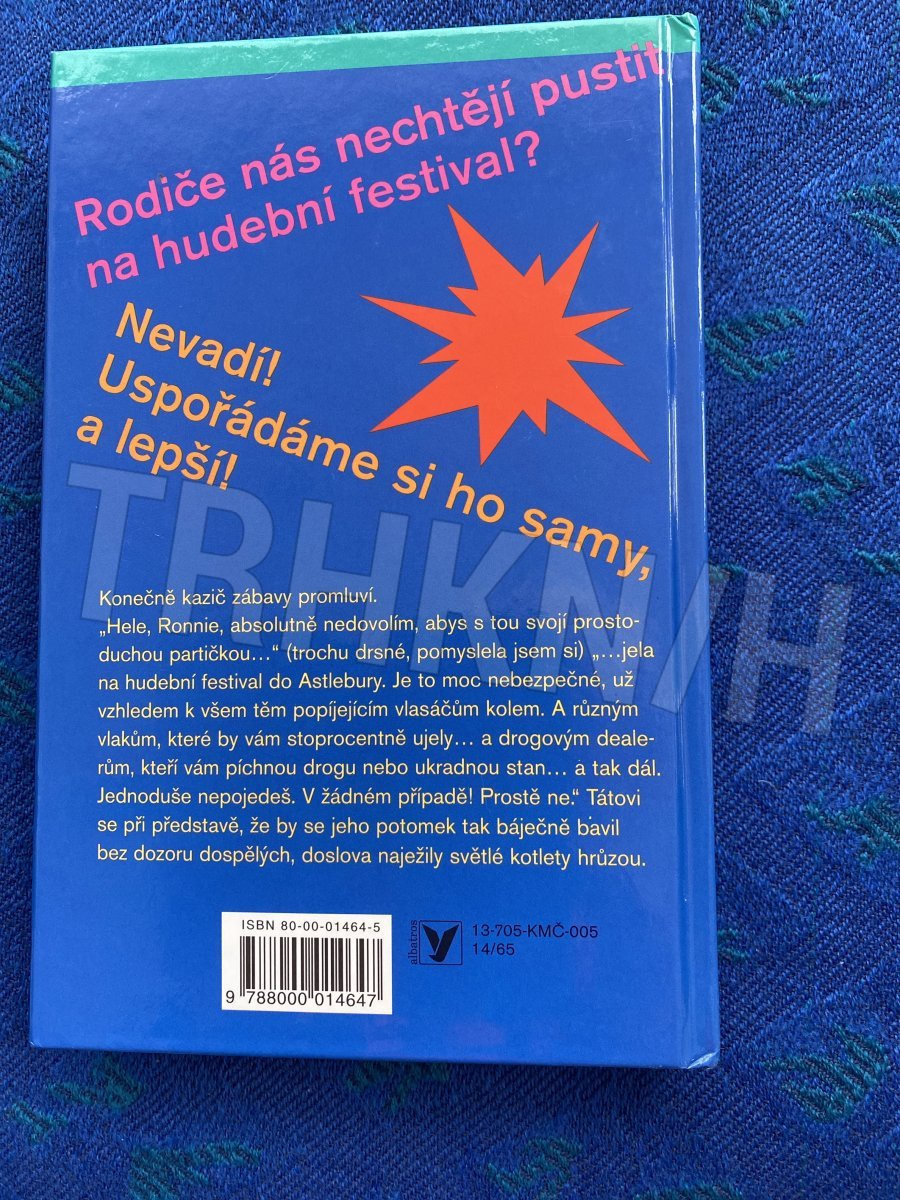 Rodiče nás nechtějí pustit
na hudební festival?
Nevadí!
Uspořádáme si ho samy,
a lepší!
TRHKNIH
Konečně kazič zábavy promluví.
„Hele, Ronnie, absolutně nedovolím, abys s tou svojí prosto-
duchou partičkou…“ (trochu drsné, pomyslela jsem si) „…jela
na hudební festival do Astlebury. Je to moc nebezpečné, už
vzhledem k všem těm popíjejícím vlasáčům kolem. A různým
vlakům, které by vám stoprocentně ujely… a drogovým deale-
rům, kteří vám píchnou drogu nebo ukradnou stan… a tak dál.
Jednoduše nepojedeš. V žádném případě! Prostě ne.“ Tátovi
se při představě, že by se jeho potomek tak báječně bavil
bez dozoru dospělých, doslova naježily světlé kotlety hrůzou.
ISBN 80-00-01464-5
9 788000 014647
albatros
13-705-KMČ-005
14/65